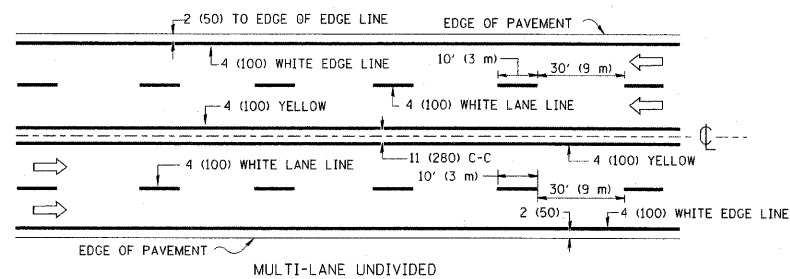 2 (50) TO EDGE OF EDGE LINE
EDGE OF PAVEMENT
4 (100) WHITE EDGE LINE
10' (3 m)
30' (9 m)
4 (100) YELLOW
4 (100) WHITE LANE LINE
℄
4 (100) WHITE LANE LINE
11 (280) C-C
4 (100) YELLOW
10' (3 m)
30' (9 m)
2 (50)
4 (100) WHITE EDGE LINE
EDGE OF PAVEMENT
MULTI-LANE UNDIVIDED